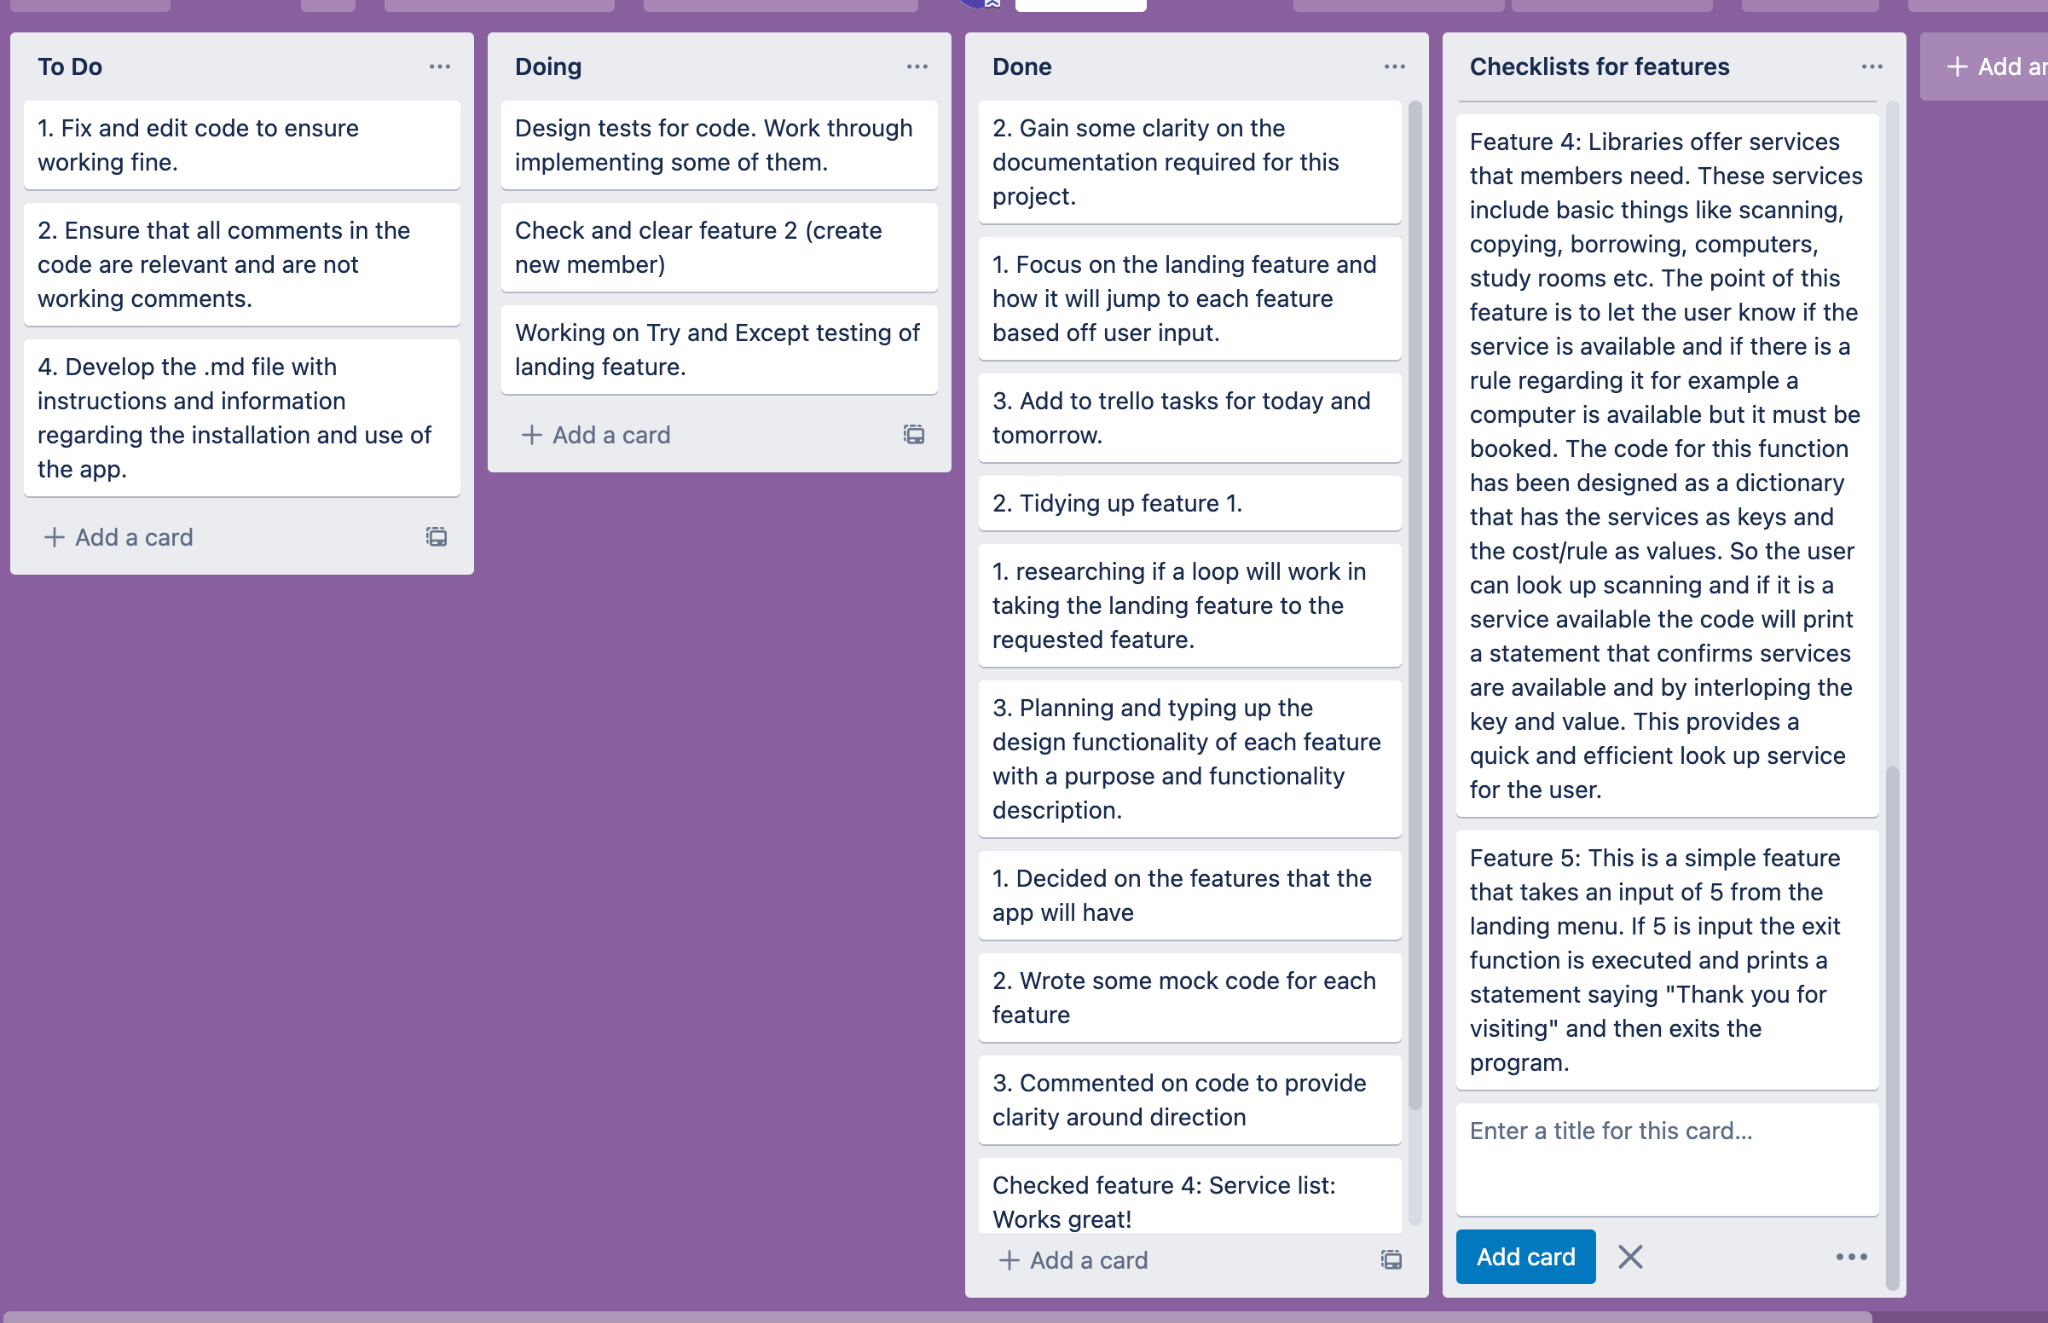 To Do
1. Fix and edit code to ensure
working fine.
2. Ensure that all comments in the
code are relevant and are not
working comments.
4. Develop the .md file with
instructions and information
regarding the installation and use of
the app.
+ Add a card
Doing
Design tests for code. Work through
implementing some of them.
Check and clear feature 2 (create
new member)
Working on Try and Except testing of
landing feature.
+ Add a card
Done
2. Gain some clarity on the
documentation required for this
project.
1. Focus on the landing feature and
how it will jump to each feature
based off user input.
3. Add to trello tasks for today and
tomorrow.
2. Tidying up feature 1.
1. researching if a loop will work in
taking the landing feature to the
requested feature.
3. Planning and typing up the
design functionality of each feature
with a purpose and functionality
description.
1. Decided on the features that the
app will have
2. Wrote some mock code for each
feature
3. Commented on code to provide
clarity around direction
Checked feature 4: Service list:
Works great!
+ Add a card
Checklists for features
Feature 4: Libraries offer services
that members need. These services
include basic things like scanning,
copying, borrowing, computers,
study rooms etc. The point of this
feature is to let the user know if the
service is available and if there is a
rule regarding it for example a
computer is available but it must be
booked. The code for this function
has been designed as a dictionary
that has the services as keys and
the cost/rule as values. So the user
can look up scanning and if it is a
service available the code will print
a statement that confirms services
are available and by interloping the
key and value. This provides a
quick and efficient look up service
for the user.
Feature 5: This is a simple feature
that takes an input of 5 from the
landing menu. If 5 is input the exit
function is executed and prints a
statement saying "Thank you for
visiting" and then exits the
program.
Enter a title for this card...
Add card
+ Add